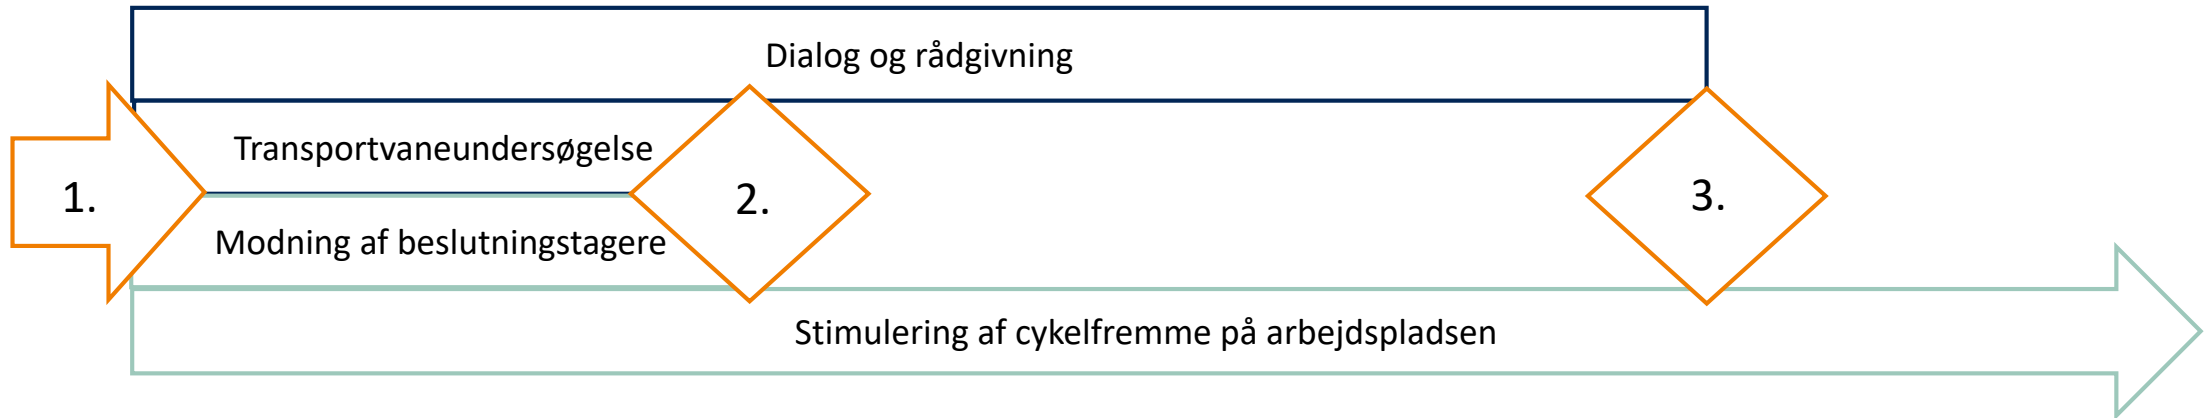 Dialog og rådgivning
Transportvaneundersøgelse
1.
2.
3.
Modning af beslutningstagere
Stimulering af cykelfremme på arbejdspladsen